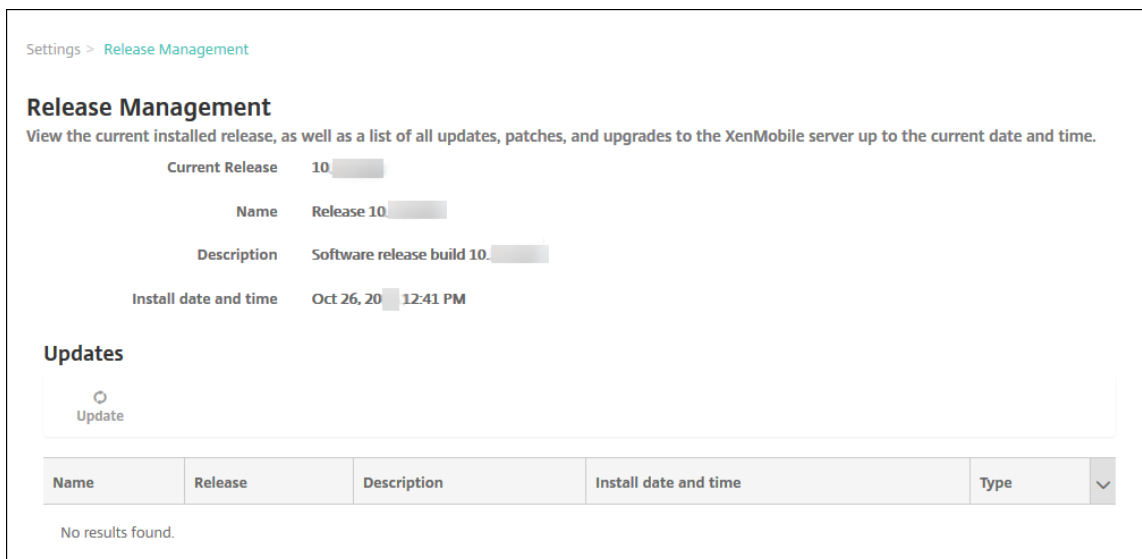 Settings > Release Management
Release Management
View the current installed release, as well as a list of all updates, patches, and upgrades to the XenMobile server up to the current date and time.
Current Release 10.
Name Release 10.
Description Software release build 10.
Install date and time Oct 26, 20 12:41 PM
Updates
Update
Name Release Description Install date and time Type
No results found.